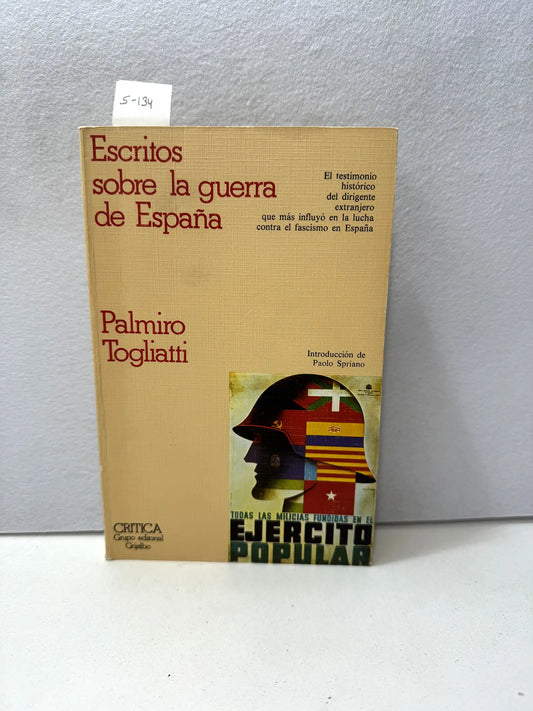 5-134
Escritos
sobre la guerra
de España
El testimonio
histórico
del dirigente
extranjero
que más influyó en la lucha
contra el fascismo en España
Palmiro
Togliatti
Introducción de
Paolo Spriano
TODAS LAS MILICIAS FUNDIDAS EN EL
EJERCITO
POPULAR
CRITICA
Grupo editorial
Grijalbo